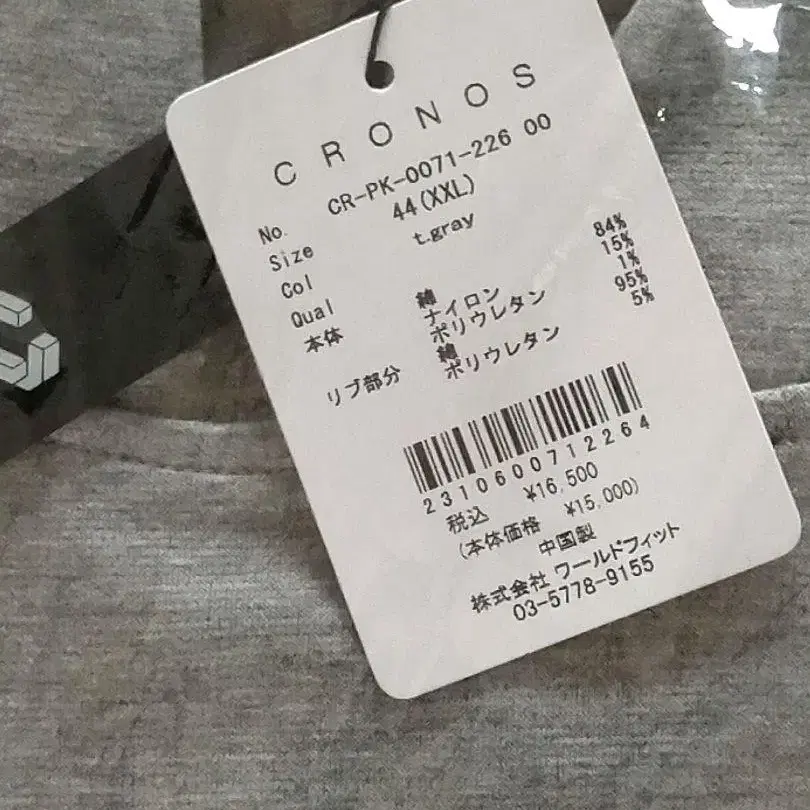 CRONOS
No. CR-PK-0071-226 00
Size 44(XXL)
Col t.gray
Qual
本体 綿 84%
ナイロン 15%
ポリウレタン 1%
リブ部分 綿 95%
ポリウレタン 5%
2310600712264
税込 ¥16,500
(本体価格 ¥15,000)
中国製
株式会社 ワールドフィット
03-5778-9155